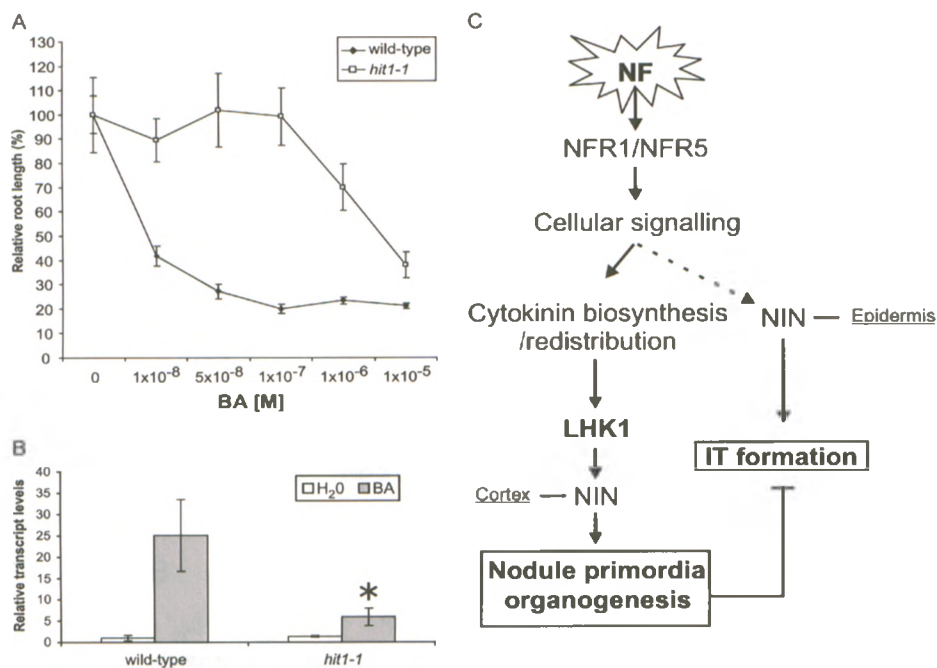 A
130
120
110
100
90
80
70
60
50
40
30
20
10
0
Relative root length (%)
wild-type
hit1-1
0
1x10-8
5x10-8
1x10-7
1x10-6
1x10-5
BA [M]
B
40
35
30
25
20
15
10
5
0
Relative transcript levels
H20
BA
*
wild-type
hit1-1
C
NF
NFR1/NFR5
Cellular signalling
Cytokinin biosynthesis
/redistribution
NIN
Epidermis
LHK1
IT formation
Cortex
NIN
Nodule primordia
organogenesis